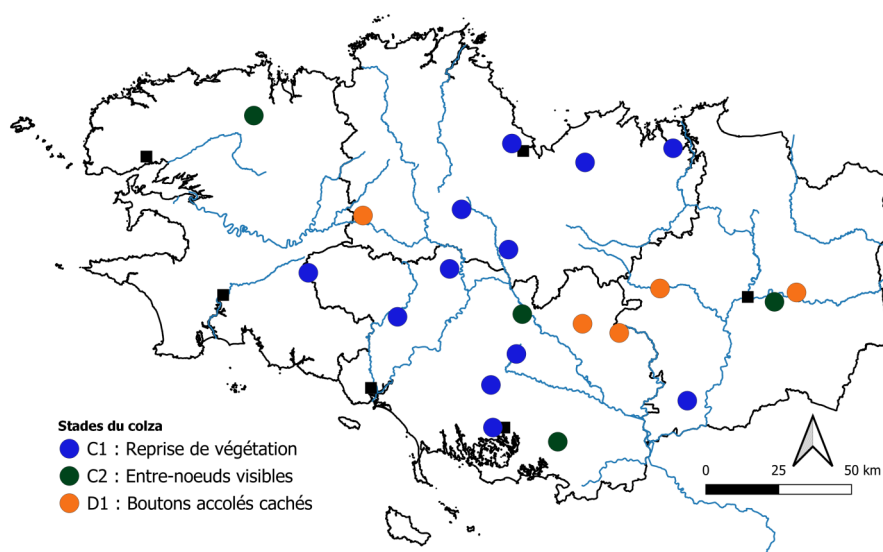 Stades du colza
C1 : Reprise de végétation
C2 : Entre-noeuds visibles
D1 : Boutons accolés cachés
0 25 50 km